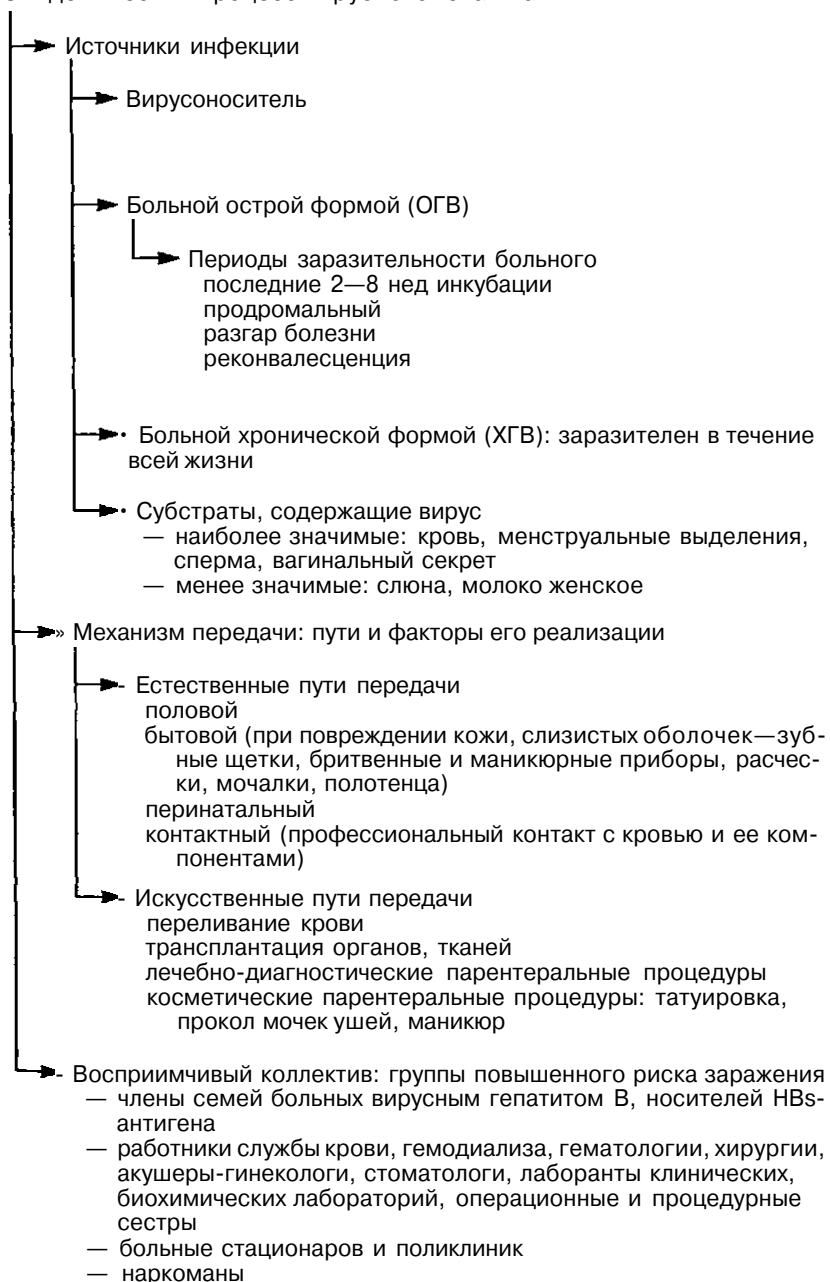 Источники инфекции
Вирусоноситель
Больной острой формой (ОГВ)
Периоды заразительности больного
последние 2—8 нед инкубации
продромальный
разгар болезни
реконвалесценция
· Больной хронической формой (ХГВ): заразителен в течение
всей жизни
· Субстраты, содержащие вирус
— наиболее значимые: кровь, менструальные выделения,
сперма, вагинальный секрет
— менее значимые: слюна, молоко женское
» Механизм передачи: пути и факторы его реализации
- Естественные пути передачи
половой
бытовой (при повреждении кожи, слизистых оболочек—зуб-
ные щетки, бритвенные и маникюрные приборы, расчес-
ки, мочалки, полотенца)
перинатальный
контактный (профессиональный контакт с кровью и ее ком-
понентами)
- Искусственные пути передачи
переливание крови
трансплантация органов, тканей
лечебно-диагностические парентеральные процедуры
косметические парентеральные процедуры: татуировка,
прокол мочек ушей, маникюр
- Восприимчивый коллектив: группы повышенного риска заражения
— члены семей больных вирусным гепатитом В, носителей HBs-
антигена
— работники службы крови, гемодиализа, гематологии, хирургии,
акушеры-гинекологи, стоматологи, лаборанты клинических,
биохимических лабораторий, операционные и процедурные
сестры
— больные стационаров и поликлиник
— наркоманы